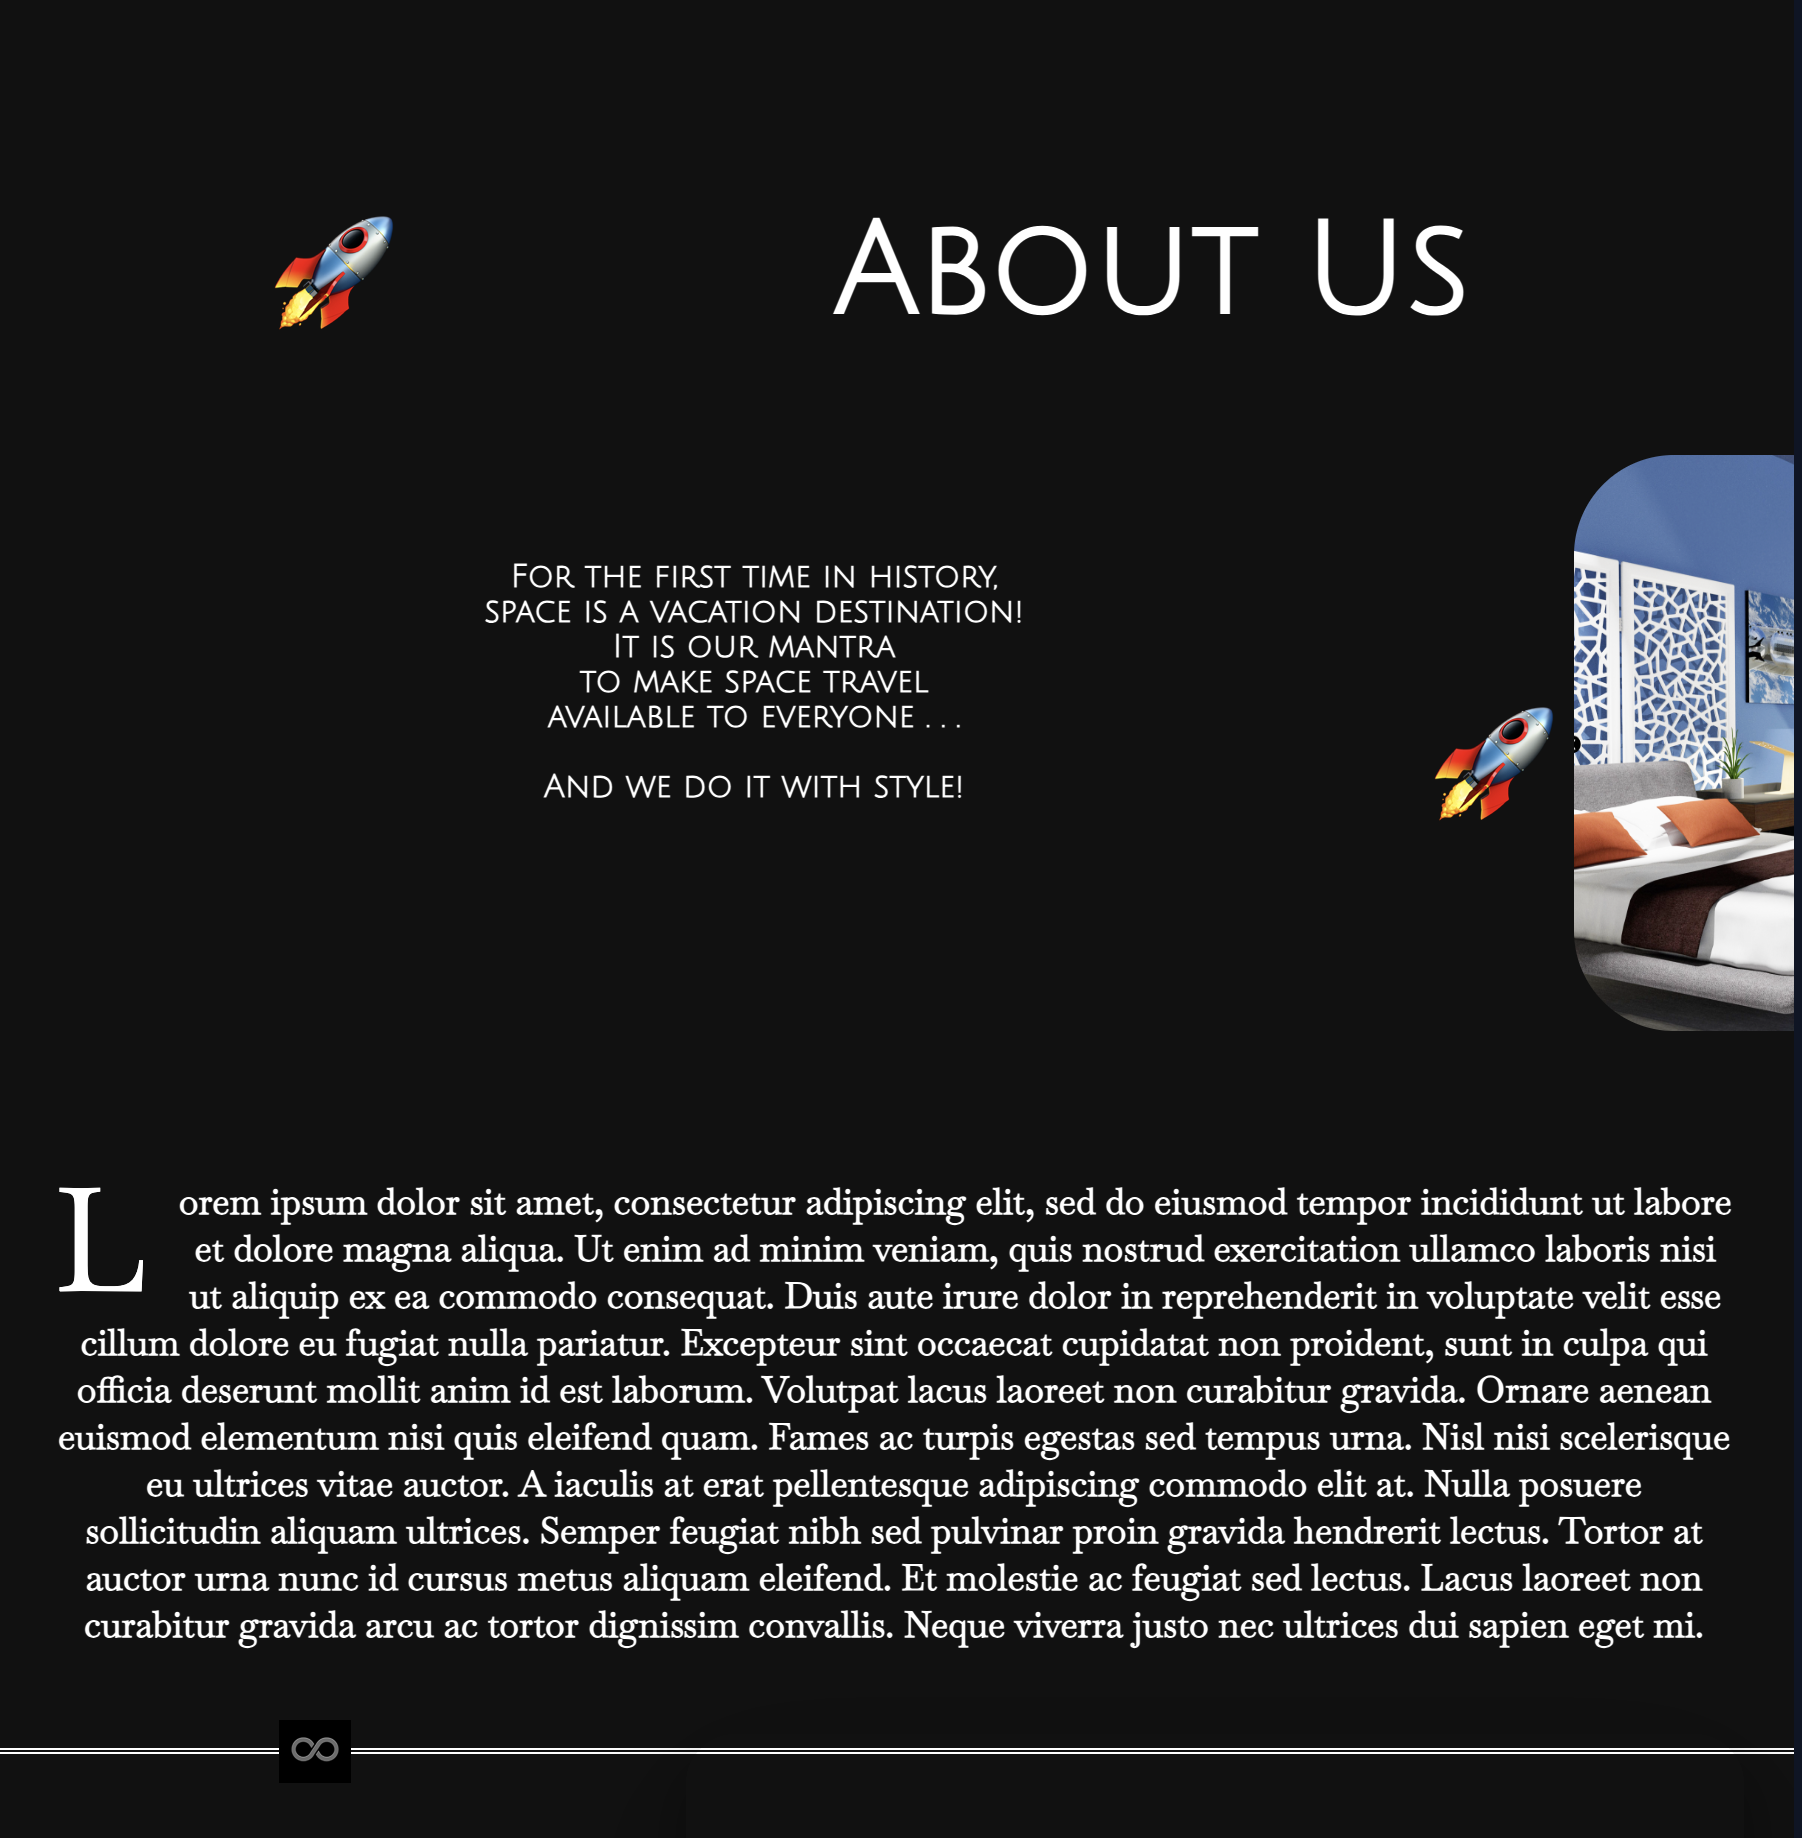 About Us
For the first time in history,
space is a vacation destination!
It is our mantra
to make space travel
available to everyone . . .
And we do it with style!
Lorem ipsum dolor sit amet, consectetur adipiscing elit, sed do eiusmod tempor incididunt ut labore
et dolore magna aliqua. Ut enim ad minim veniam, quis nostrud exercitation ullamco laboris nisi
ut aliquip ex ea commodo consequat. Duis aute irure dolor in reprehenderit in voluptate velit esse
cillum dolore eu fugiat nulla pariatur. Excepteur sint occaecat cupidatat non proident, sunt in culpa qui
officia deserunt mollit anim id est laborum. Volutpat lacus laoreet non curabitur gravida. Ornare aenean
euismod elementum nisi quis eleifend quam. Fames ac turpis egestas sed tempus urna. Nisl nisi scelerisque
eu ultrices vitae auctor. A iaculis at erat pellentesque adipiscing commodo elit at. Nulla posuere
sollicitudin aliquam ultrices. Semper feugiat nibh sed pulvinar proin gravida hendrerit lectus. Tortor at
auctor urna nunc id cursus metus aliquam eleifend. Et molestie ac feugiat sed lectus. Lacus laoreet non
curabitur gravida arcu ac tortor dignissim convallis. Neque viverra justo nec ultrices dui sapien eget mi.